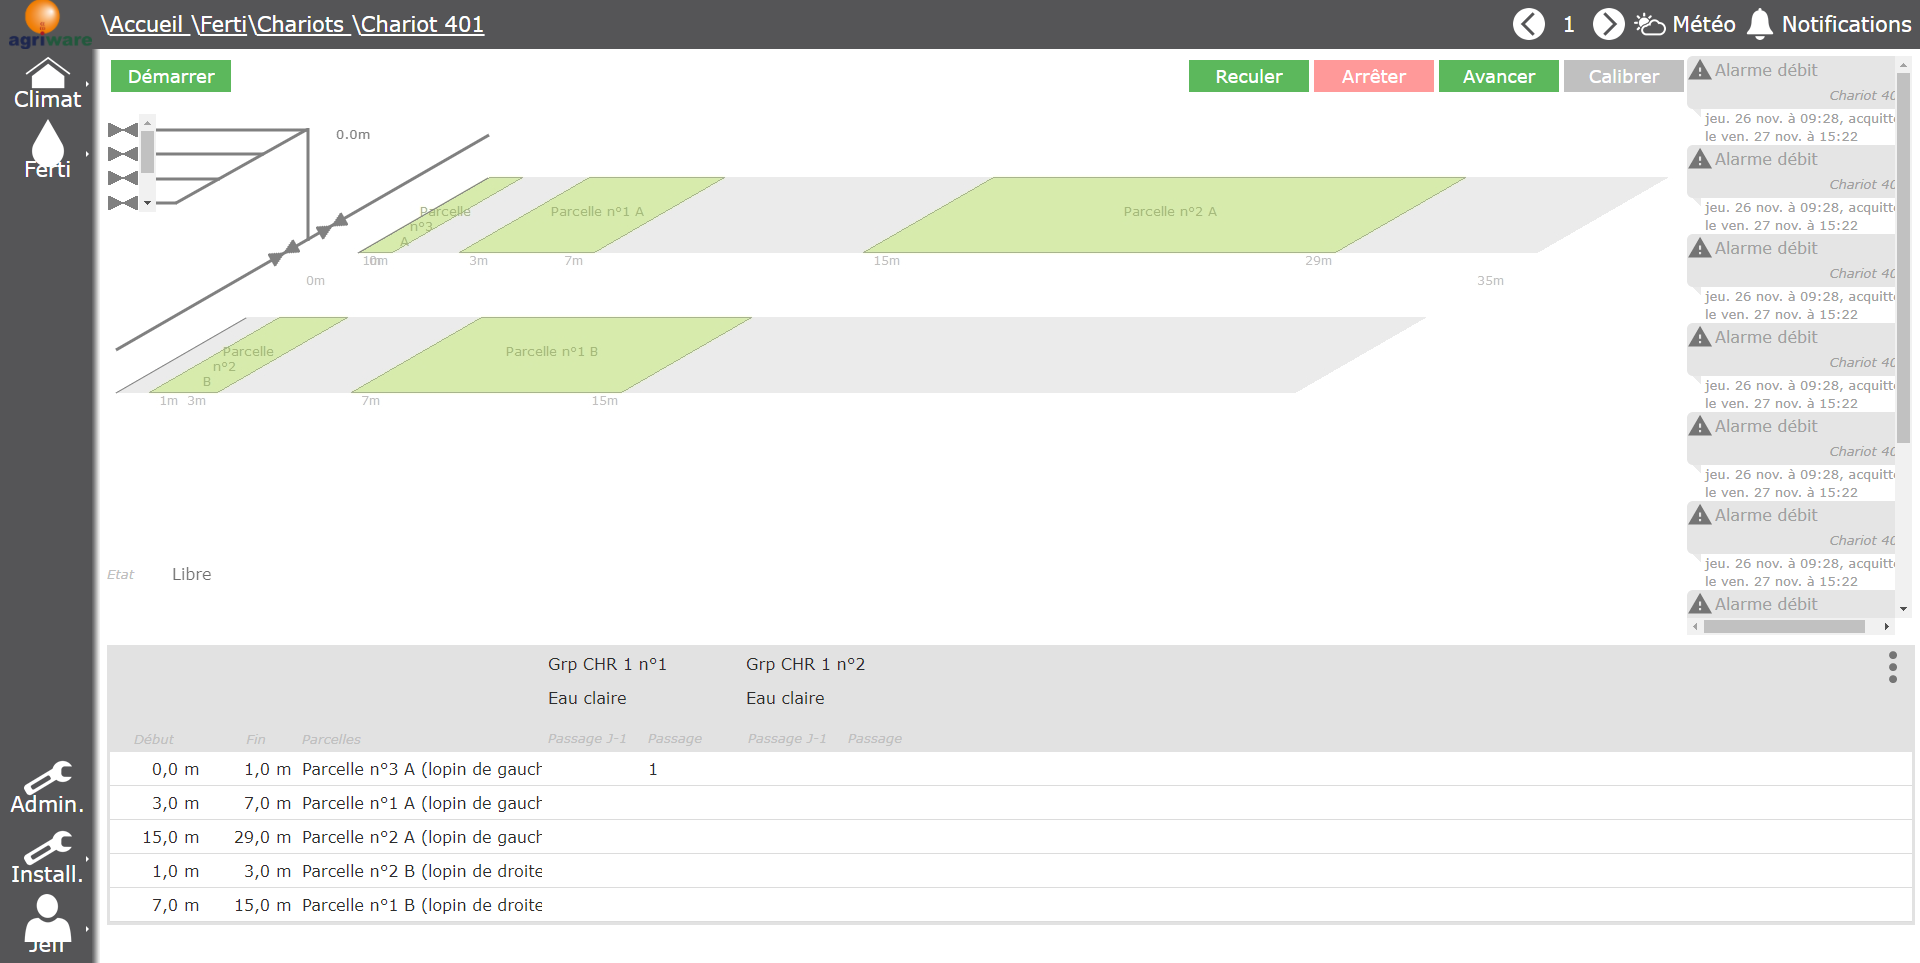 agriware
\Accueil \Ferti\Chariots \Chariot 401
1
Météo
Notifications
Climat
Ferti
Admin.
Install.
Jeff
Démarrer
Reculer
Arrêter
Avancer
Calibrer
0.0m
Parcelle
n°3
A
Parcelle n°1 A
Parcelle n°2 A
0m
3m
7m
15m
29m
0m
35m
Parcelle
n°2
B
Parcelle n°1 B
1m
3m
7m
15m
Etat
Libre
Alarme débit
Chariot 40
jeu. 26 nov. à 09:28, acquitté
le ven. 27 nov. à 15:22
Alarme débit
Chariot 40
jeu. 26 nov. à 09:28, acquitté
le ven. 27 nov. à 15:22
Alarme débit
Chariot 40
jeu. 26 nov. à 09:28, acquitté
le ven. 27 nov. à 15:22
Alarme débit
Chariot 40
jeu. 26 nov. à 09:28, acquitté
le ven. 27 nov. à 15:22
Alarme débit
Chariot 40
jeu. 26 nov. à 09:28, acquitté
le ven. 27 nov. à 15:22
Alarme débit
Chariot 40
jeu. 26 nov. à 09:28, acquitté
le ven. 27 nov. à 15:22
Alarme débit
Grp CHR 1 n°1
Grp CHR 1 n°2
Eau claire
Eau claire
Début Fin Parcelles Passage J-1 Passage Passage J-1 Passage
0,0 m 1,0 m Parcelle n°3 A (lopin de gauch 1
3,0 m 7,0 m Parcelle n°1 A (lopin de gauch
15,0 m 29,0 m Parcelle n°2 A (lopin de gauch
1,0 m 3,0 m Parcelle n°2 B (lopin de droite
7,0 m 15,0 m Parcelle n°1 B (lopin de droite